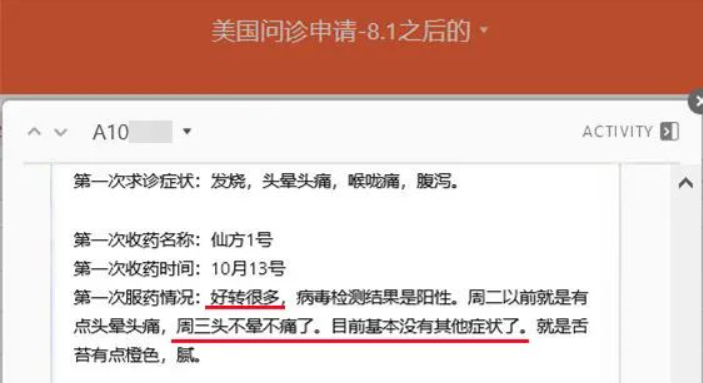 美国问诊申请-8.1之后的
A10
ACTIVITY
第一次求诊症状：发烧，头晕头痛，喉咙痛，腹泻。
第一次收药名称：仙方1号
第一次收药时间：10月13号
第一次服药情况：好转很多，病毒检测结果是阳性。周二以前就是有
点头晕头痛，周三头不晕不痛了。目前基本没有其他症状了。就是舌
苔有点橙色，腻。